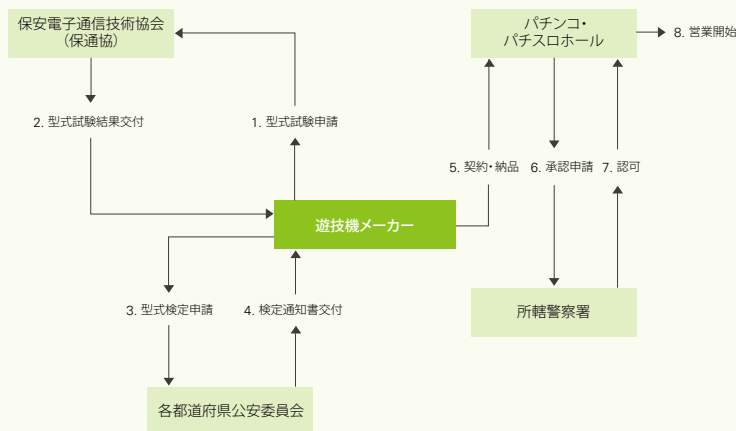 保安電子通信技術協会
（保通協）
パチンコ・
パチスロホール
8. 営業開始
2. 型式試験結果交付
1. 型式試験申請
5. 契約・納品
6. 承認申請
7. 認可
遊技機メーカー
3. 型式検定申請
4. 検定通知書交付
所轄警察署
各都道府県公安委員会